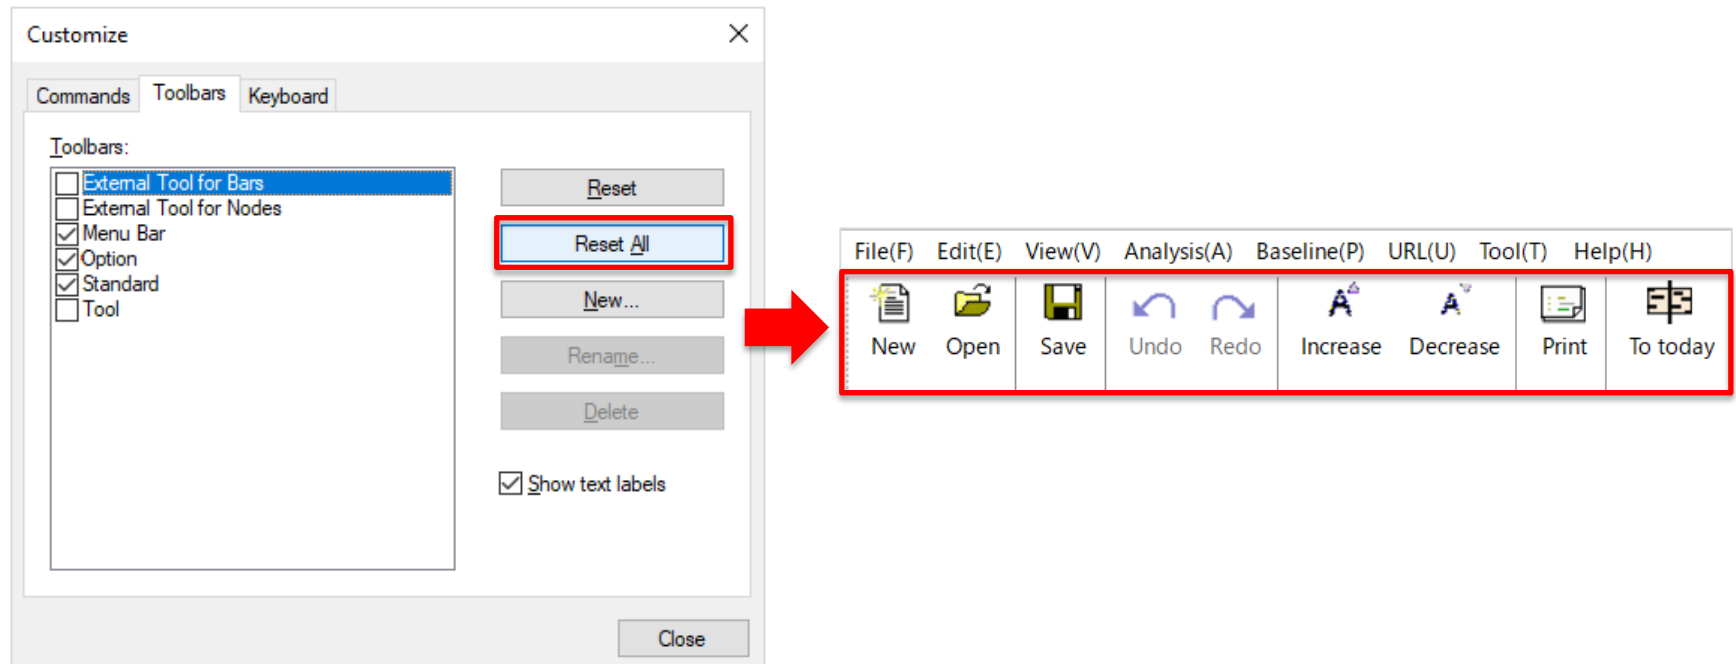 Customize
Commands Toolbars Keyboard
Toolbars:
External Tool for Bars
External Tool for Nodes
Menu Bar
Option
Standard
Tool
Reset
Reset All
New...
Rename...
Delete
Show text labels
Close
File(F) Edit(E) View(V) Analysis(A) Baseline(P) URL(U) Tool(T) Help(H)
New Open Save Undo Redo Increase Decrease Print To today